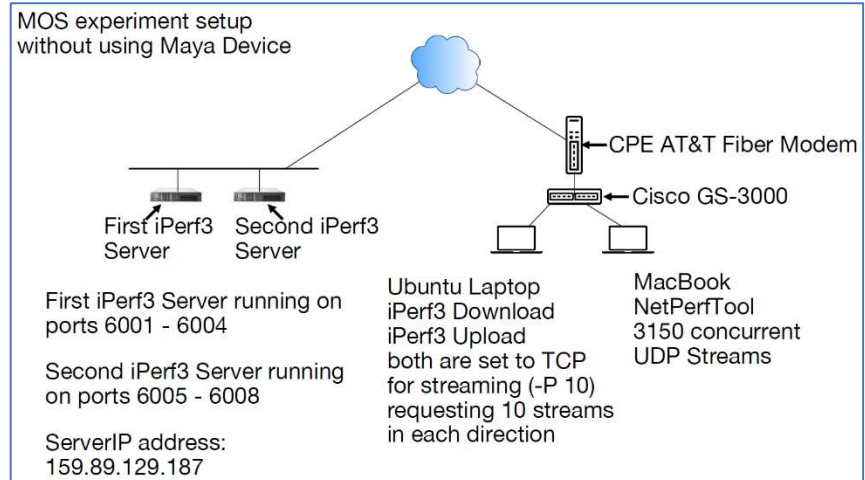 MOS experiment setup
without using Maya Device
CPE AT&T Fiber Modem
Cisco GS-3000
First iPerf3
Server
Second iPerf3
Server
First iPerf3 Server running on
ports 6001 - 6004
Second iPerf3 Server running
on ports 6005 - 6008
ServerIP address:
159.89.129.187
Ubuntu Laptop
iPerf3 Download
iPerf3 Upload
both are set to TCP
for streaming (-P 10)
requesting 10 streams
in each direction
MacBook
NetPerfTool
3150 concurrent
UDP Streams